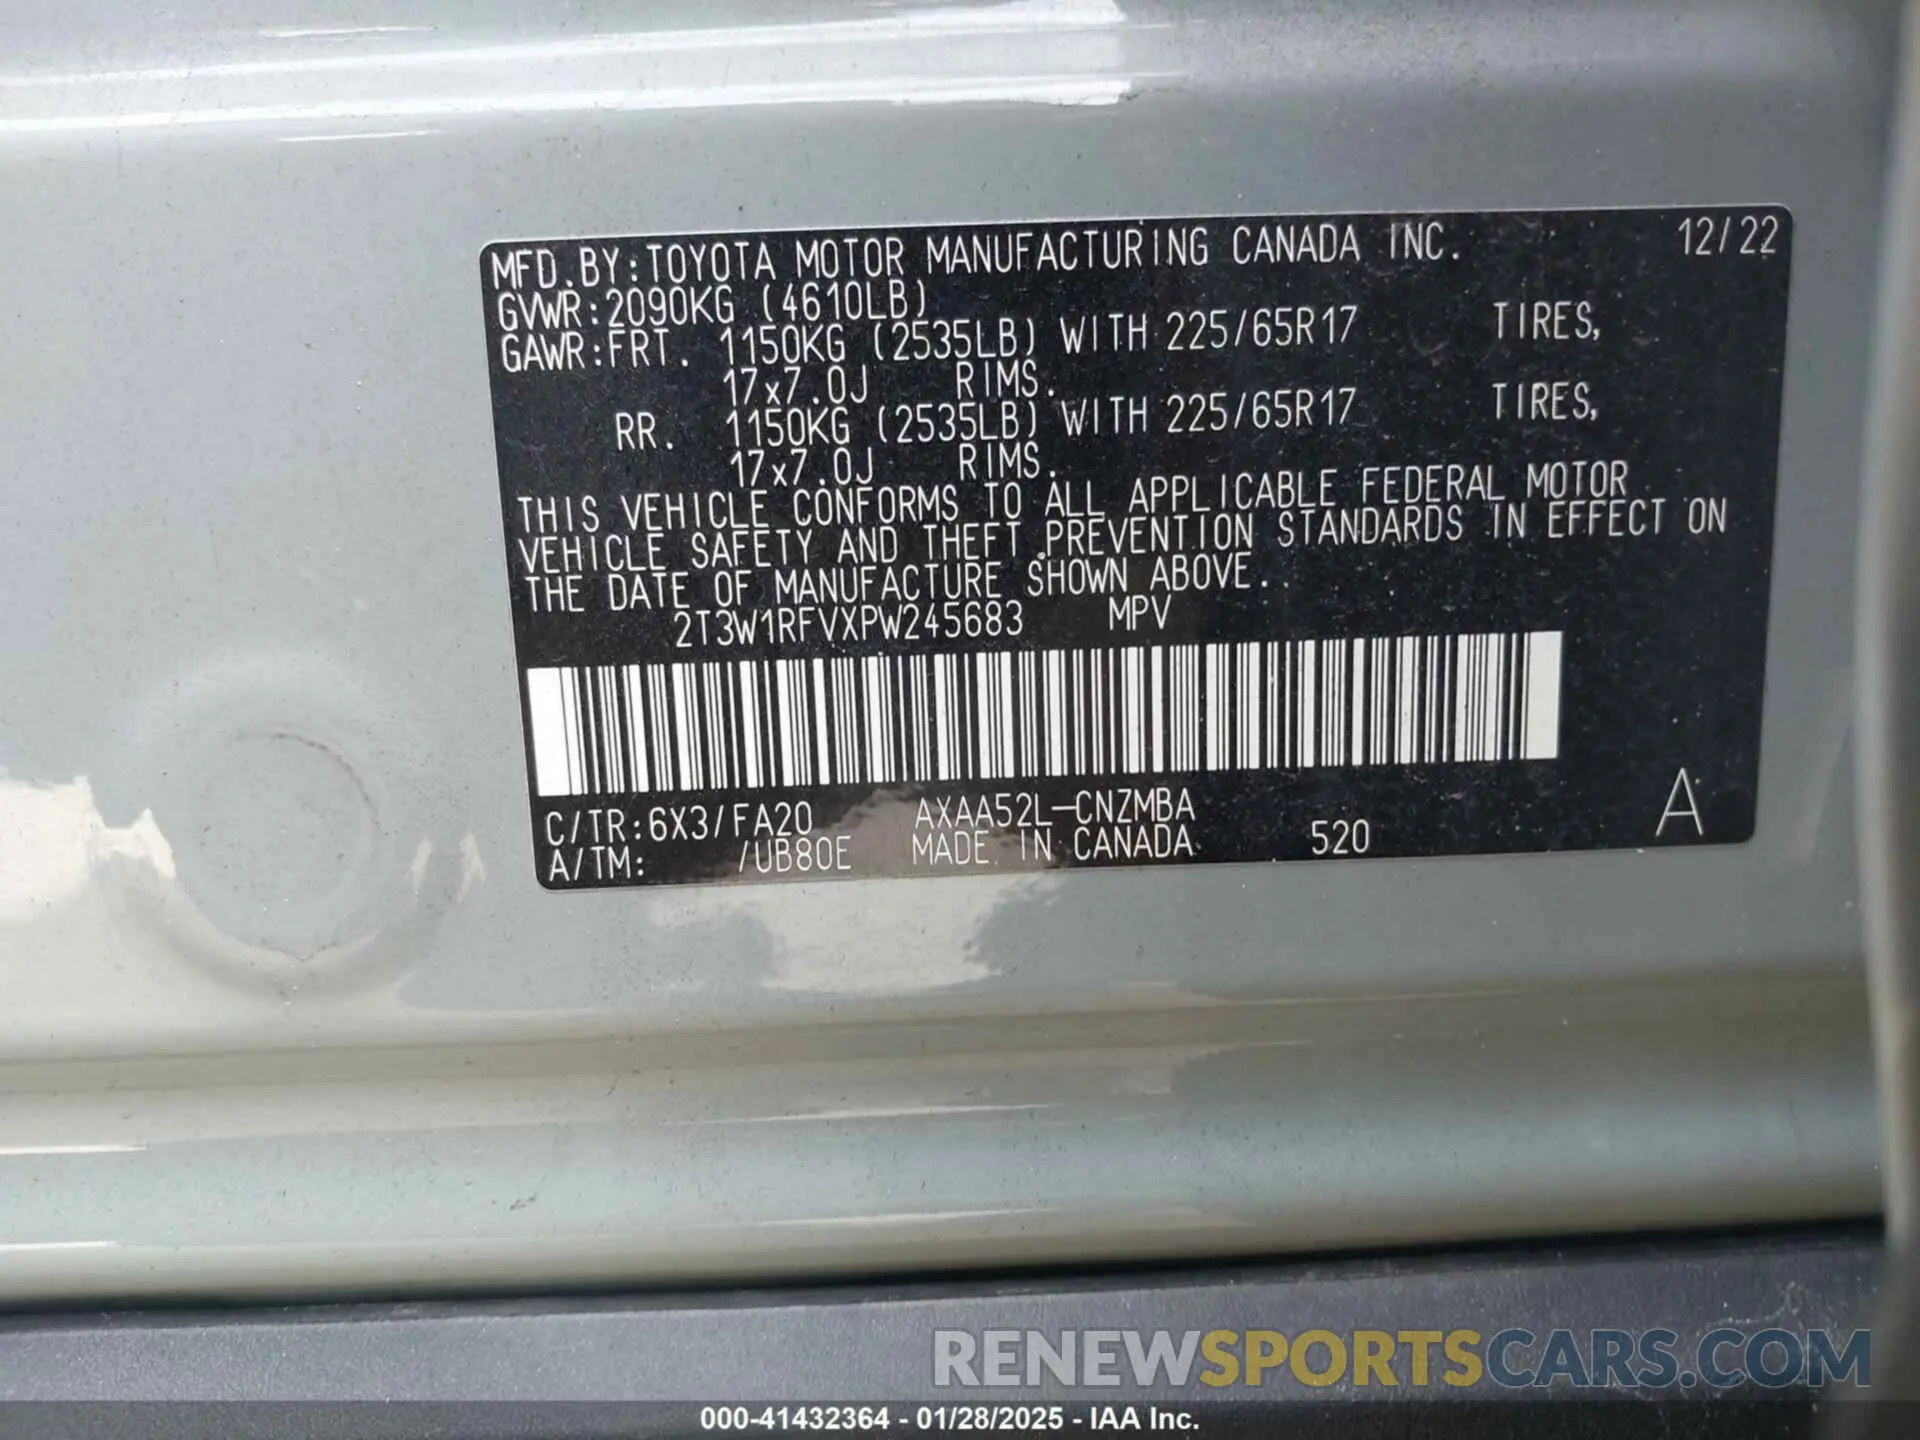 MFD.BY:TOYOTA MOTOR MANUFACTURING CANADA INC. 12/22
GVWR:2090KG (4610LB)
GAWR:FRT. 1150KG (2535LB) WITH 225/65R17 TIRES,
17x7.0J RIMS.
RR. 1150KG (2535LB) WITH 225/65R17 TIRES,
17x7.0J RIMS.
THIS VEHICLE CONFORMS TO ALL APPLICABLE FEDERAL MOTOR
VEHICLE SAFETY AND THEFT PREVENTION STANDARDS IN EFFECT ON
THE DATE OF MANUFACTURE SHOWN ABOVE.
2T3W1RFVXPW245683 MPV
C/TR:6X3/FA20 AXAA52L-CNZMBA
A/TM: /UB80E MADE IN CANADA 520 A
RENEWSPORTSCARS.COM
000-41432364 - 01/28/2025 - IAA Inc.